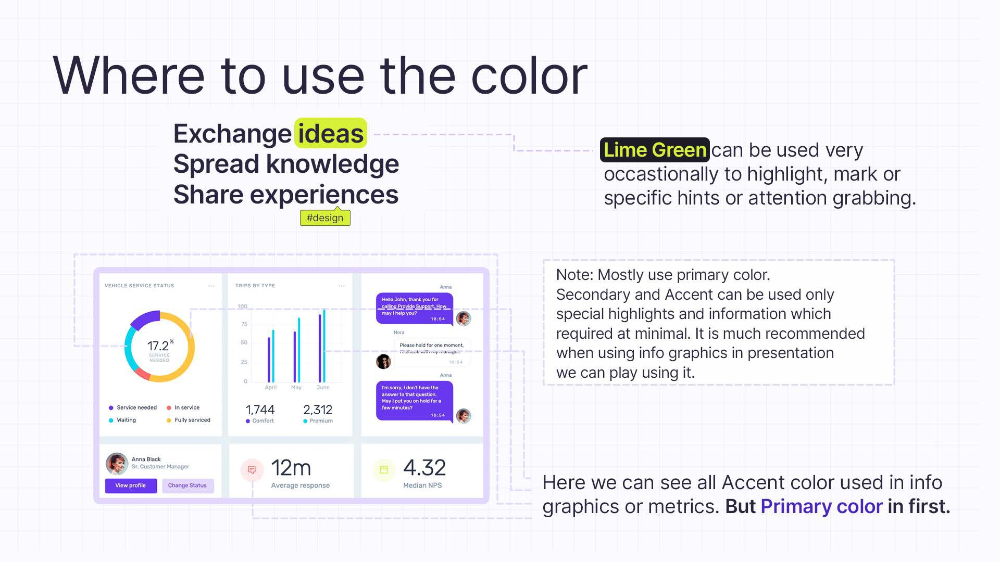 Where to use the color
Exchange ideas
Spread knowledge
Share experiences
#design
Lime Green can be used very
occastionally to highlight, mark or
specific hints or attention grabbing.
Note: Mostly use primary color.
Secondary and Accent can be used only
special highlights and information which
required at minimal. It is much recommended
when using info graphics in presentation
we can play using it.
VEHICLE SERVICE STATUS
17.2%
SERVICE
NEEDED
Service needed
In service
Waiting
Fully serviced
TRIPS BY TYPE
100
75
50
25
0
April May June
1,744
Comfort
2,312
Premium
Anna
Hello John, thank you for
calling Provide Support. How
may I help you?
18:54
Nora
Please hold for one moment,
I'll check with my manager.
18:54
Anna
I'm sorry, I don't have the
answer to that question.
May I put you on hold for a
few minutes?
18:54
Anna Black
Sr. Customer Manager
View profile
Change Status
12m
Average response
4.32
Median NPS
Here we can see all Accent color used in info
graphics or metrics. But Primary color in first.